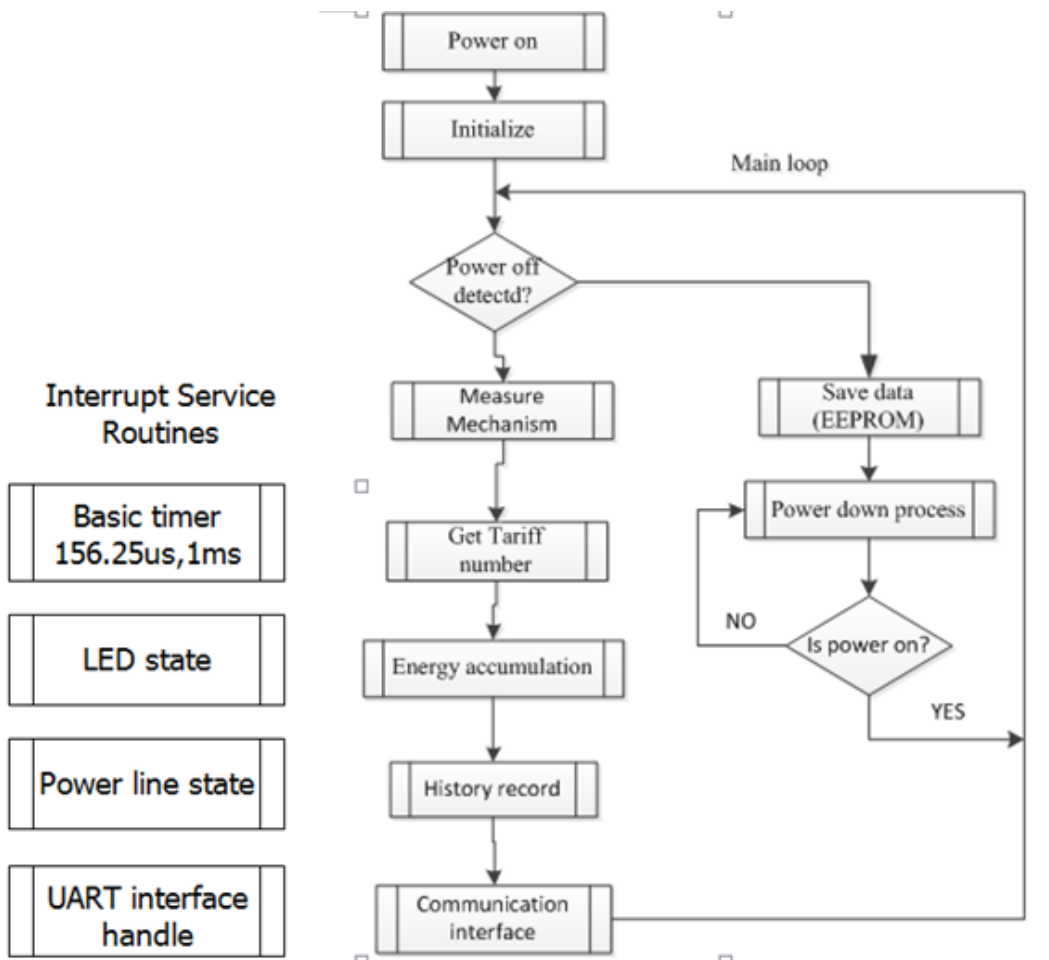 Power on
Initialize
Main loop
Power off
detectd?
Measure
Mechanism
Save data
(EEPROM)
Interrupt Service
Routines
Basic timer
156.25us,1ms
Get Tariff
number
Power down process
LED state
Energy accumulation
NO
Is power on?
YES
Power line state
History record
UART interface
handle
Communication
interface